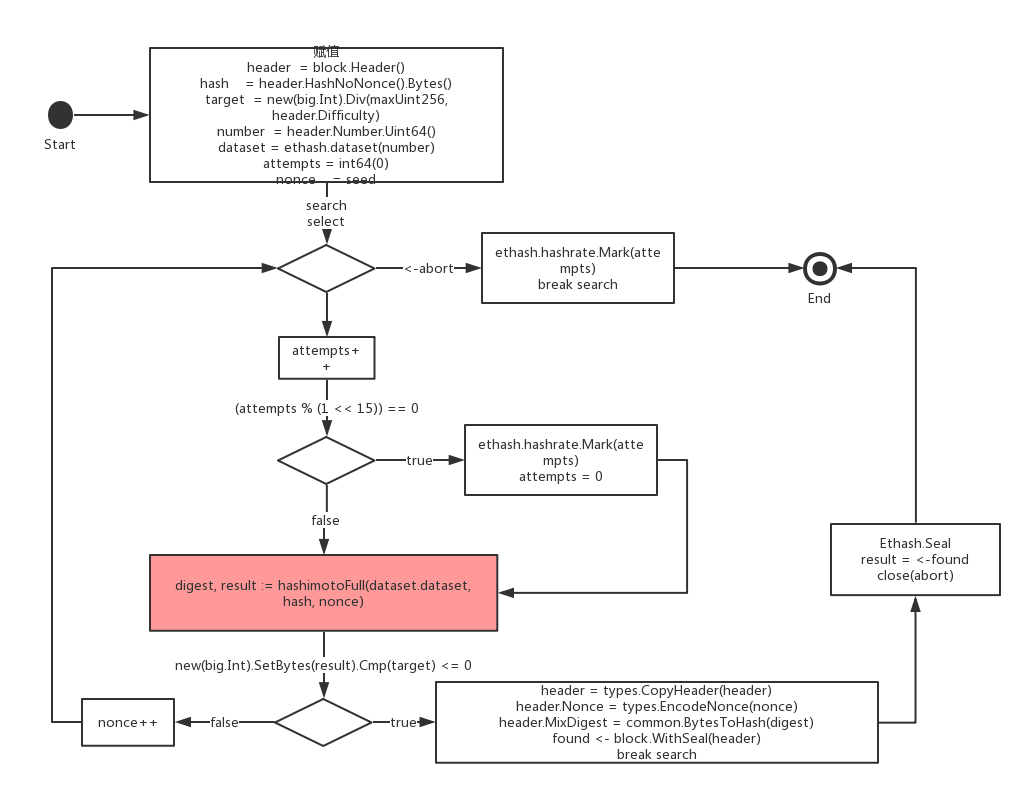 赋值
header  = block.Header()
hash    = header.HashNoNonce().Bytes()
target  = new(big.Int).Div(maxUint256,
header.Difficulty)
number  = header.Number.Uint64()
dataset = ethash.dataset(number)
attempts = int64(0)
nonce    = seed
Start
search
select
<-abort
ethash.hashrate.Mark(atte
mpts)
break search
End
attempts+
+
(attempts % (1 << 15)) == 0
true
ethash.hashrate.Mark(atte
mpts)
attempts = 0
false
digest, result := hashimotoFull(dataset.dataset,
hash, nonce)
Ethash.Seal
result = <-found
close(abort)
new(big.Int).SetBytes(result).Cmp(target) <= 0
nonce++
false
true
header = types.CopyHeader(header)
header.Nonce = types.EncodeNonce(nonce)
header.MixDigest = common.BytesToHash(digest)
found <- block.WithSeal(header)
break search